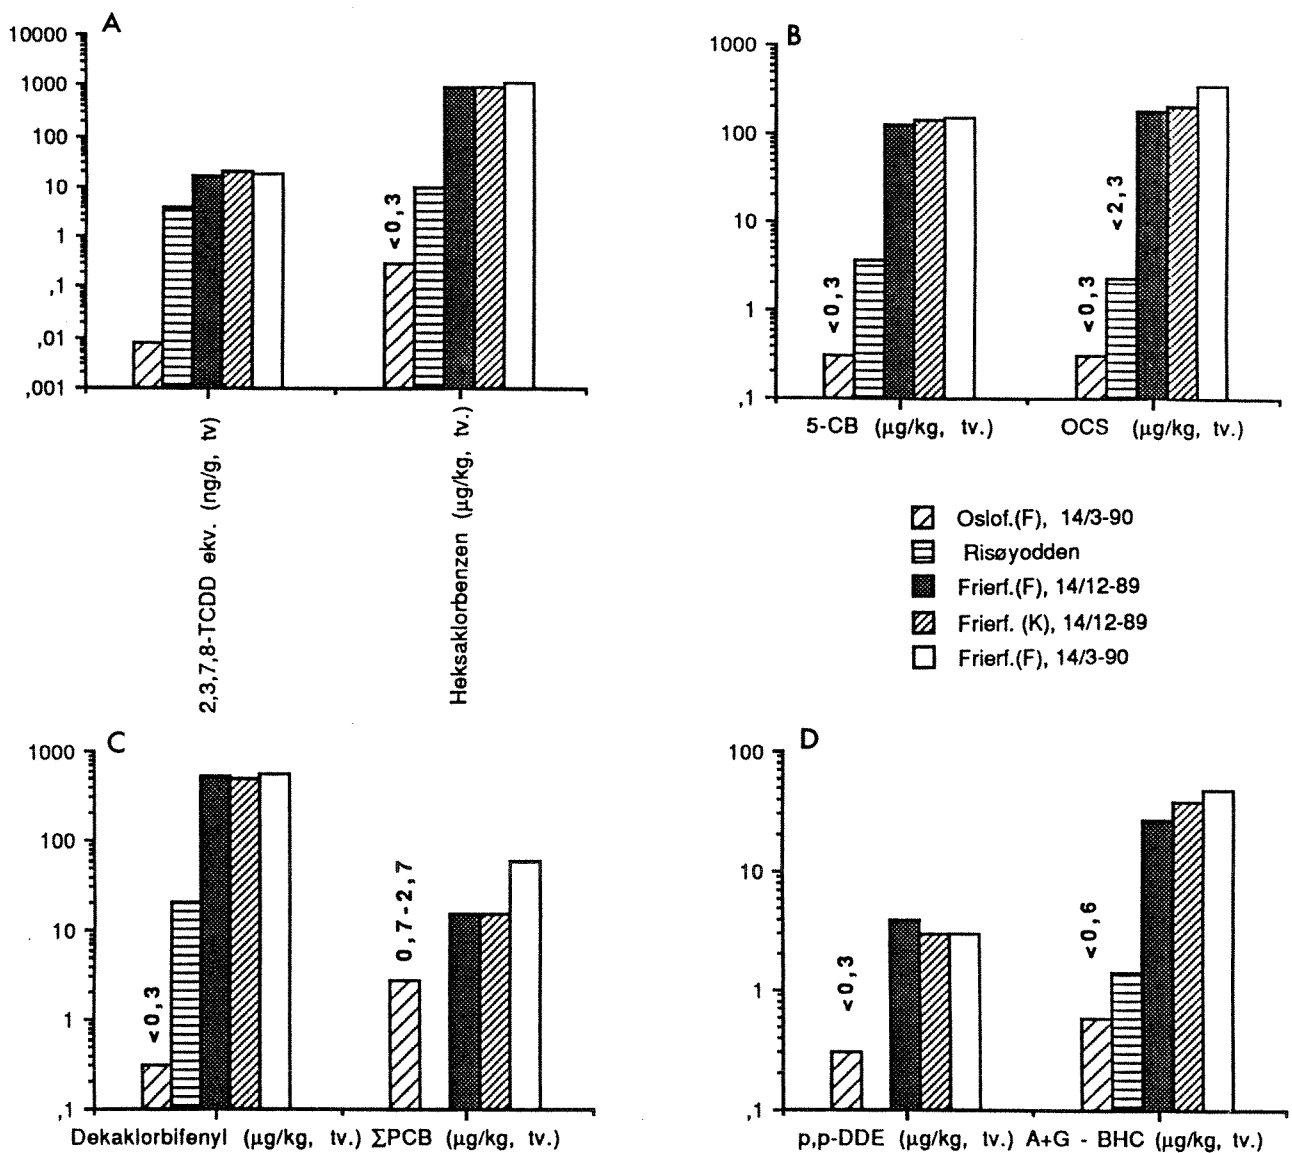 A
10000
1000
100
10
1
,1
,01
,001
<0,3
2,3,7,8-TCDD ekv. (ng/g, tv)
Heksaklorbenzen (µg/kg, tv.)
B
1000
100
10
1
,1
<0,3
<0,3
<2,3
5-CB (µg/kg, tv.)
OCS (µg/kg, tv.)
Oslof.(F), 14/3-90
Risøyodden
Frierf.(F), 14/12-89
Frierf. (K), 14/12-89
Frierf.(F), 14/3-90
C
1000
100
10
1
,1
<0,3
0,7-2,7
Dekaklorbifenyl (µg/kg, tv.)
ΣPCB (µg/kg, tv.)
D
100
10
1
,1
<0,3
<0,6
p,p-DDE (µg/kg, tv.)
A+G - BHC (µg/kg, tv.)